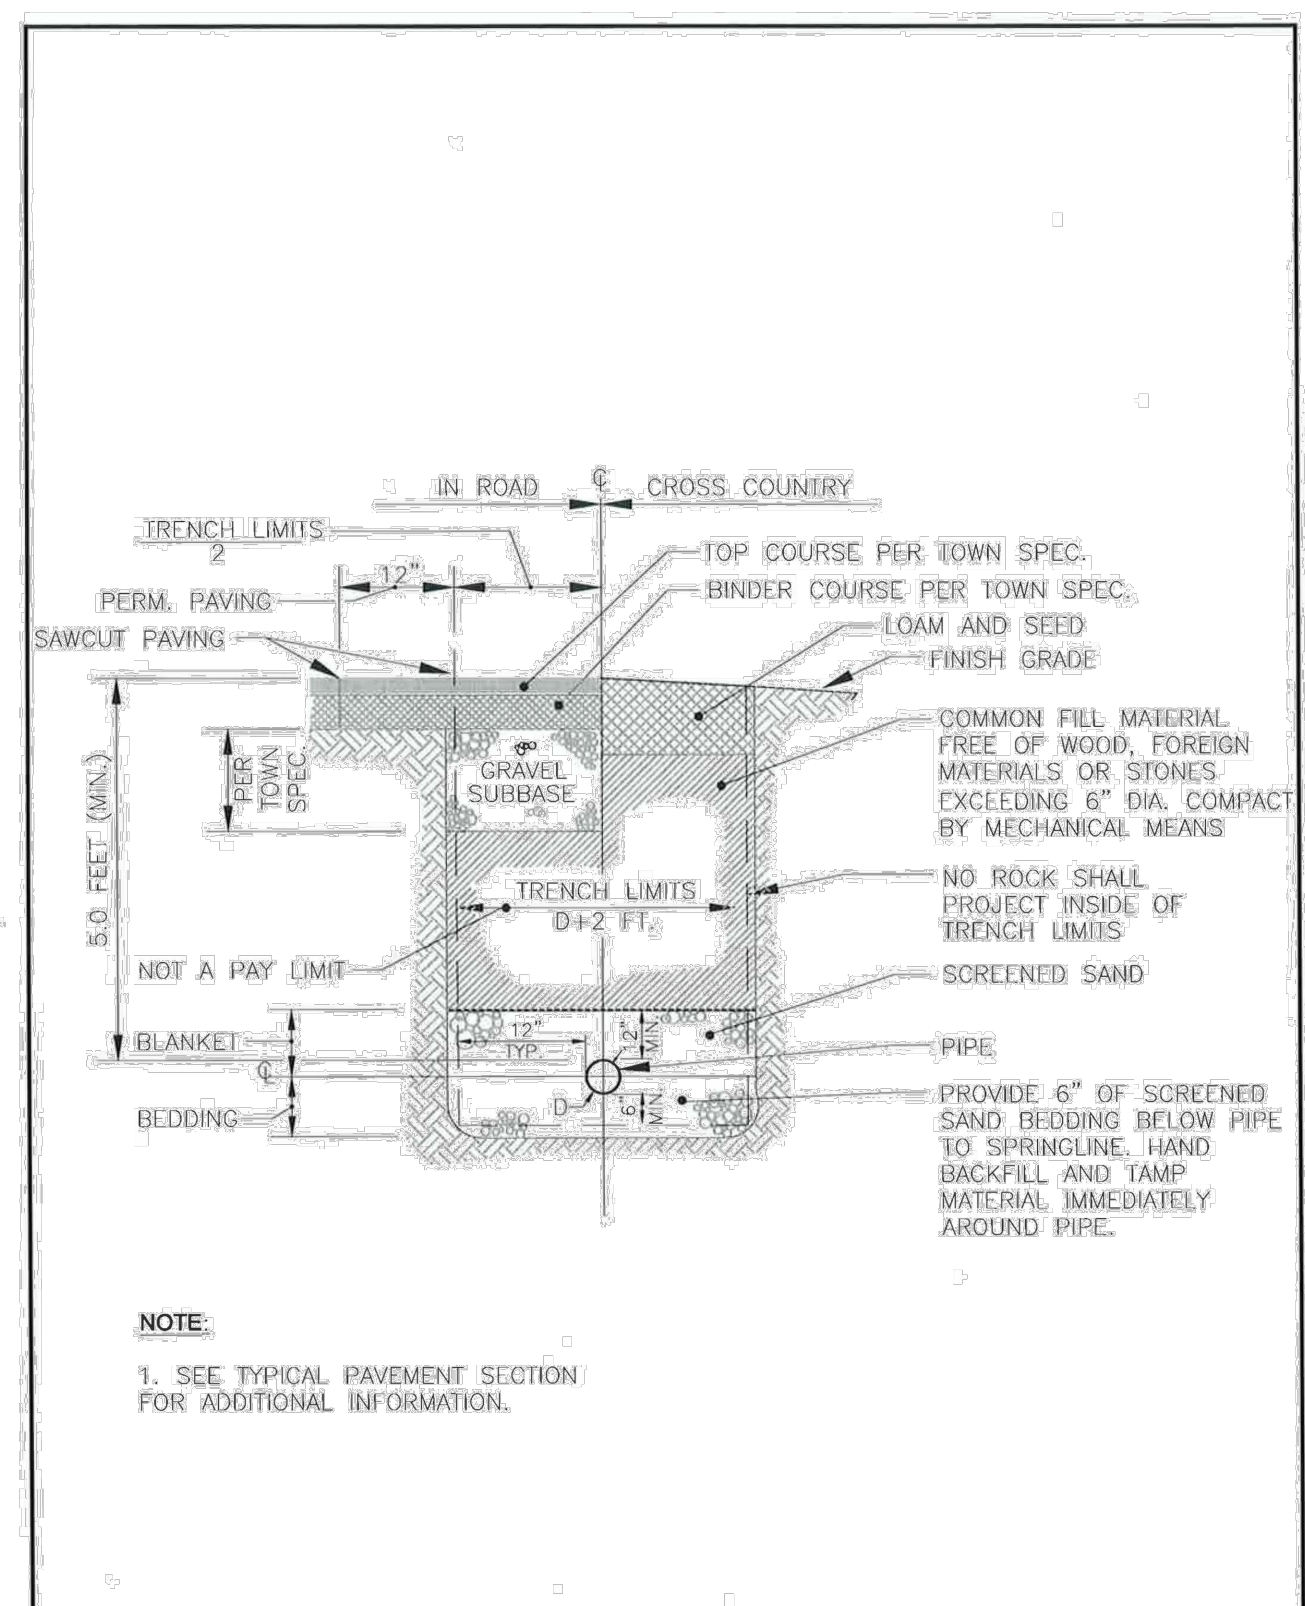 IN ROAD
℄
CROSS COUNTRY
TRENCH LIMITS
2
12"
TOP COURSE PER TOWN SPEC.
BINDER COURSE PER TOWN SPEC.
PERM. PAVING
SAWCUT PAVING
LOAM AND SEED
FINISH GRADE
5.0 FEET (MIN.)
PER
TOWN
SPEC.
GRAVEL
SUBBASE
COMMON FILL MATERIAL
FREE OF WOOD, FOREIGN
MATERIALS OR STONES
EXCEEDING 6" DIA. COMPACT
BY MECHANICAL MEANS
TRENCH LIMITS
D+2 FT.
NO ROCK SHALL
PROJECT INSIDE OF
TRENCH LIMITS
NOT A PAY LIMIT
SCREENED SAND
BLANKET
12"
TYP.
12"
MIN.
PIPE
℄
BEDDING
D
6"
MIN.
PROVIDE 6" OF SCREENED
SAND BEDDING BELOW PIPE
TO SPRINGLINE. HAND
BACKFILL AND TAMP
MATERIAL IMMEDIATELY
AROUND PIPE.
NOTE:
1. SEE TYPICAL PAVEMENT SECTION
FOR ADDITIONAL INFORMATION.